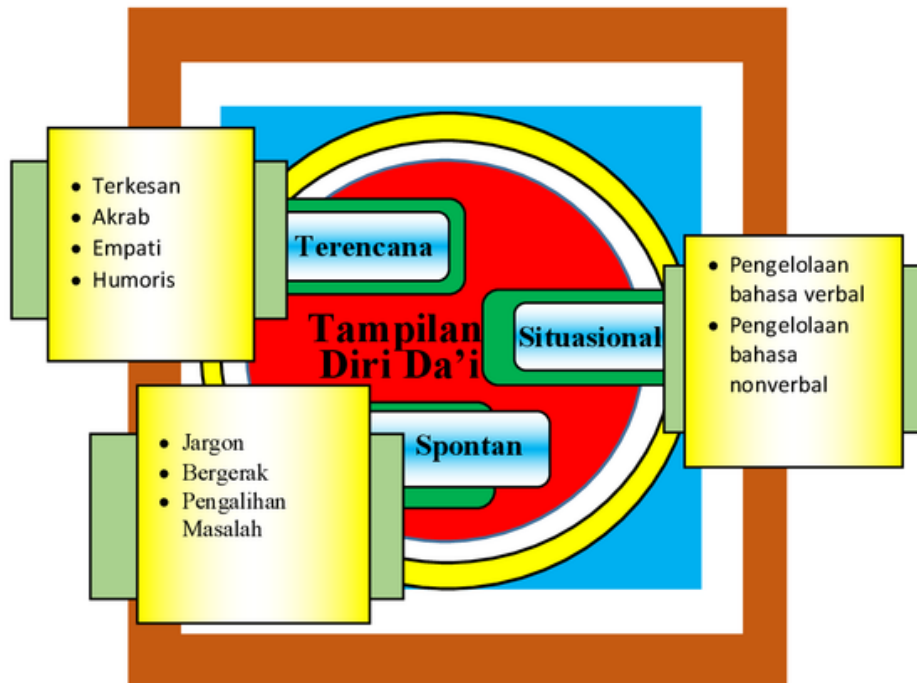 • Terkesan
• Akrab
• Empati
• Humoris
Terencana
Tampilan
Diri Da'i
Situasional
• Pengelolaan
bahasa verbal
• Pengelolaan
bahasa
nonverbal
Spontan
• Jargon
• Bergerak
• Pengalihan
Masalah